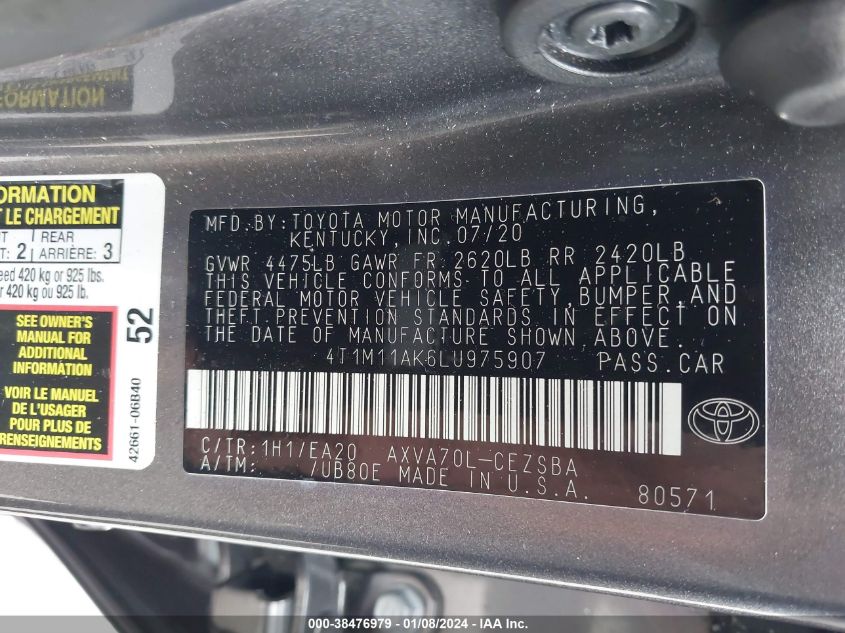 ORMATION
ORMATION
LE CHARGEMENT
REAR
: 2 ARRIÈRE: 3
eed 420 kg or 925 lbs.
420 kg ou 925 lb.
SEE OWNER'S
MANUAL FOR
ADDITIONAL
INFORMATION
VOIR LE MANUEL
DE L'USAGER
POUR PLUS DE
RENSEIGNEMENTS
52
42661-06B40
MFD.BY:TOYOTA MOTOR MANUFACTURING,
KENTUCKY,INC.07/20
GVWR 4475LB GAWR FR 2620LB RR 2420LB
THIS VEHICLE CONFORMS TO ALL APPLICABLE
FEDERAL MOTOR VEHICLE SAFETY,BUMPER,AND
THEFT PREVENTION STANDARDS IN EFFECT ON
THE DATE OF MANUFACTURE SHOWN ABOVE.
4T1M11AK6LU975907 PASS.CAR
C/TR:1H1/EA20 AXVA70L-CEZSBA
A/TM: /UB80E MADE IN U.S.A. 80571
000-38476979 - 01/08/2024 - IAA Inc.